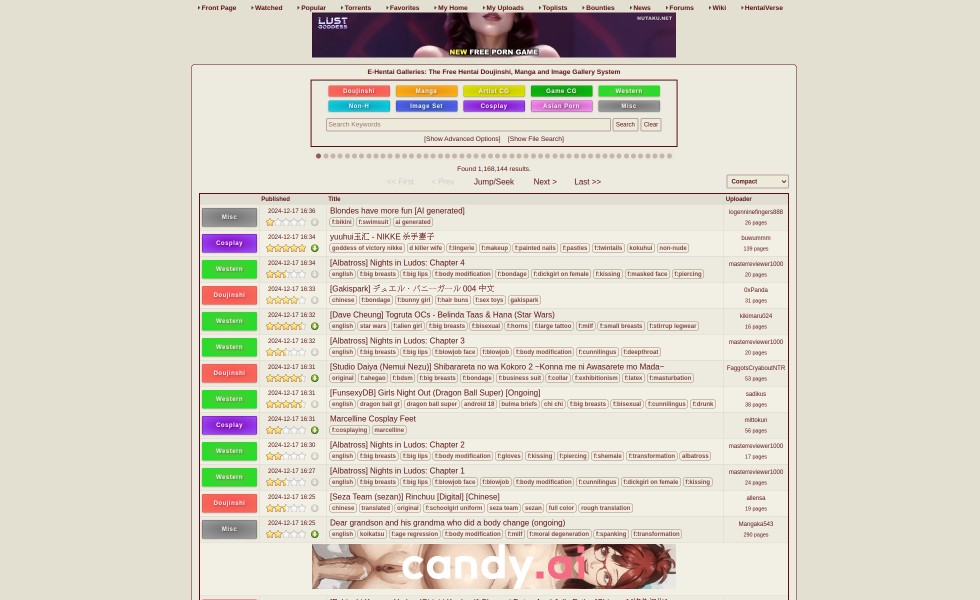 Front Page Watched Popular Torrents Favorites My Home My Uploads Toplists Bounties News Forums Wiki HentaiVerse
LUST GODDESS
NUTAKU.NET
NEW FREE PORN GAME
E-Hentai Galleries: The Free Hentai Doujinshi, Manga and Image Gallery System
Doujinshi Manga Artist CG Game CG Western
Non-H Image Set Cosplay Asian Porn Misc
Search Keywords Search Clear
[Show Advanced Options] [Show File Search]
Found 1,168,144 results.
<< First < Prev Jump/Seek Next > Last >> Compact
Published Title Uploader
Misc 2024-12-17 16:36 Blondes have more fun [AI generated] logenninefingers888
f:bikini f:swimsuit ai generated 26 pages
Cosplay 2024-12-17 16:34 yuuhui玉汇 - NIKKE 杀手妻子 buwummm
goddess of victory nikke d killer wife f:lingerie f:makeup f:painted nails f:pasties f:twintails kokuhui non-nude 139 pages
Western 2024-12-17 16:34 [Albatross] Nights in Ludos: Chapter 4 masterreviewer1000
english f:big breasts f:big lips f:body modification f:bondage f:dickgirl on female f:kissing f:masked face f:piercing 20 pages
Doujinshi 2024-12-17 16:33 [Gakispark] デュエル・バニーガール 004 中文 0xPanda
chinese f:bondage f:bunny girl f:hair buns f:sex toys gakispark 31 pages
Western 2024-12-17 16:32 [Dave Cheung] Togruta OCs - Belinda Taas & Hana (Star Wars) kikimaru024
english star wars f:alien girl f:big breasts f:bisexual f:horns f:large tattoo f:milf f:small breasts f:stirrup legwear 16 pages
Western 2024-12-17 16:32 [Albatross] Nights in Ludos: Chapter 3 masterreviewer1000
english f:big breasts f:big lips f:blowjob face f:blowjob f:body modification f:cunnilingus f:deepthroat 20 pages
Doujinshi 2024-12-17 16:31 [Studio Daiya (Nemui Nezu)] Shibarareta no wa Kokoro 2 ~Konna me ni Awasarete mo Mada~ FaggotsCryaboutNTR
original f:ahegao f:bdsm f:big breasts f:bondage f:business suit f:collar f:exhibitionism f:latex f:masturbation 53 pages
Western 2024-12-17 16:31 [FunsexyDB] Girls Night Out (Dragon Ball Super) [Ongoing] sadikus
english dragon ball gt dragon ball super android 18 bulma briefs chi chi f:big breasts f:bisexual f:cunnilingus f:drunk 38 pages
Cosplay 2024-12-17 16:31 Marcelline Cosplay Feet mittokun
f:cosplaying marcelline 56 pages
Western 2024-12-17 16:30 [Albatross] Nights in Ludos: Chapter 2 masterreviewer1000
english f:big breasts f:big lips f:body modification f:gloves f:kissing f:piercing f:shemale f:transformation albatross 17 pages
Western 2024-12-17 16:27 [Albatross] Nights in Ludos: Chapter 1 masterreviewer1000
english f:big breasts f:big lips f:blowjob face f:blowjob f:body modification f:cunnilingus f:dickgirl on female f:kissing 24 pages
Doujinshi 2024-12-17 16:25 [Seza Team (sezan)] Rinchuu [Digital] [Chinese] allensa
chinese translated original f:schoolgirl uniform seza team sezan full color rough translation 19 pages
Misc 2024-12-17 16:25 Dear grandson and his grandma who did a body change (ongoing) Mangaka543
english koikatsu f:age regression f:body modification f:milf f:moral degeneration f:spanking f:transformation 290 pages
candy.ai